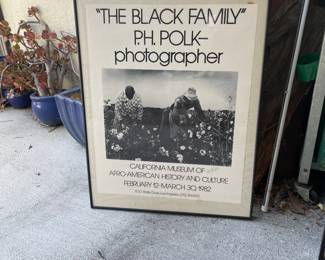 "THE BLACK FAMILY"
P.H. POLK—
photographer
CALIFORNIA MUSEUM OF
AFRO-AMERICAN HISTORY AND CULTURE
FEBRUARY 12-MARCH 30, 1982